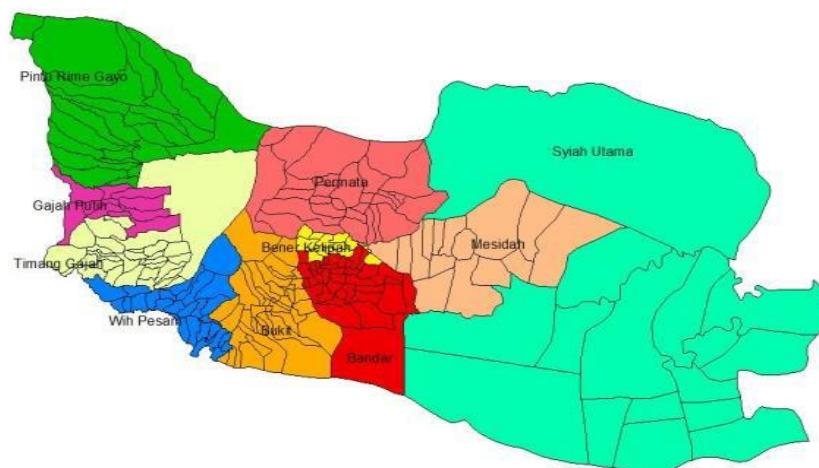 Pintu Rime Gayo
Syiah Utama
Permata
Gajah Putih
Mesidah
Bener Kelipah
Timang Gajah
Wih Pesam
Bukit
Bandar